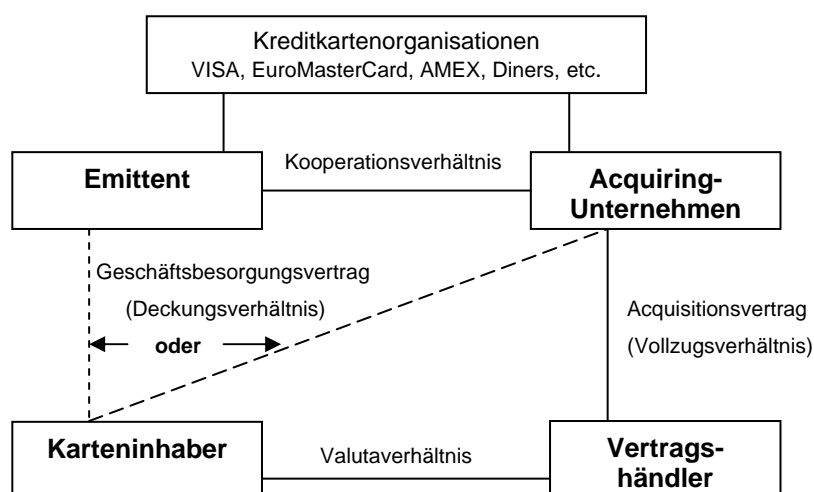 Kreditkartenorganisationen
VISA, EuroMasterCard, AMEX, Diners, etc.
Emittent
Kooperationsverhältnis
Acquiring-
Unternehmen
Geschäftsbesorgungsvertrag
(Deckungsverhältnis)
oder
Acquisitionsvertrag
(Vollzugsverhältnis)
Karteninhaber
Valutaverhältnis
Vertrags-
händler